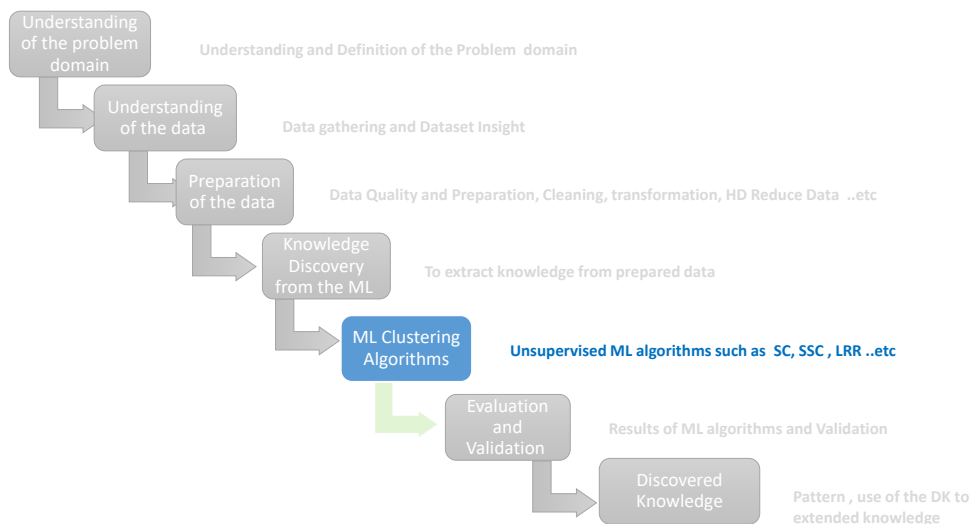 Understanding
of the problem
domain
Understanding and Definition of the Problem domain
Understanding
of the data
Data gathering and Dataset Insight
Preparation
of the data
Data Quality and Preparation, Cleaning, transformation, HD Reduce Data ..etc
Knowledge
Discovery
from the ML
To extract knowledge from prepared data
ML Clustering
Algorithms
Unsupervised ML algorithms such as SC, SSC , LRR ..etc
Evaluation
and
Validation
Results of ML algorithms and Validation
Discovered
Knowledge
Pattern , use of the DK to
extended knowledge